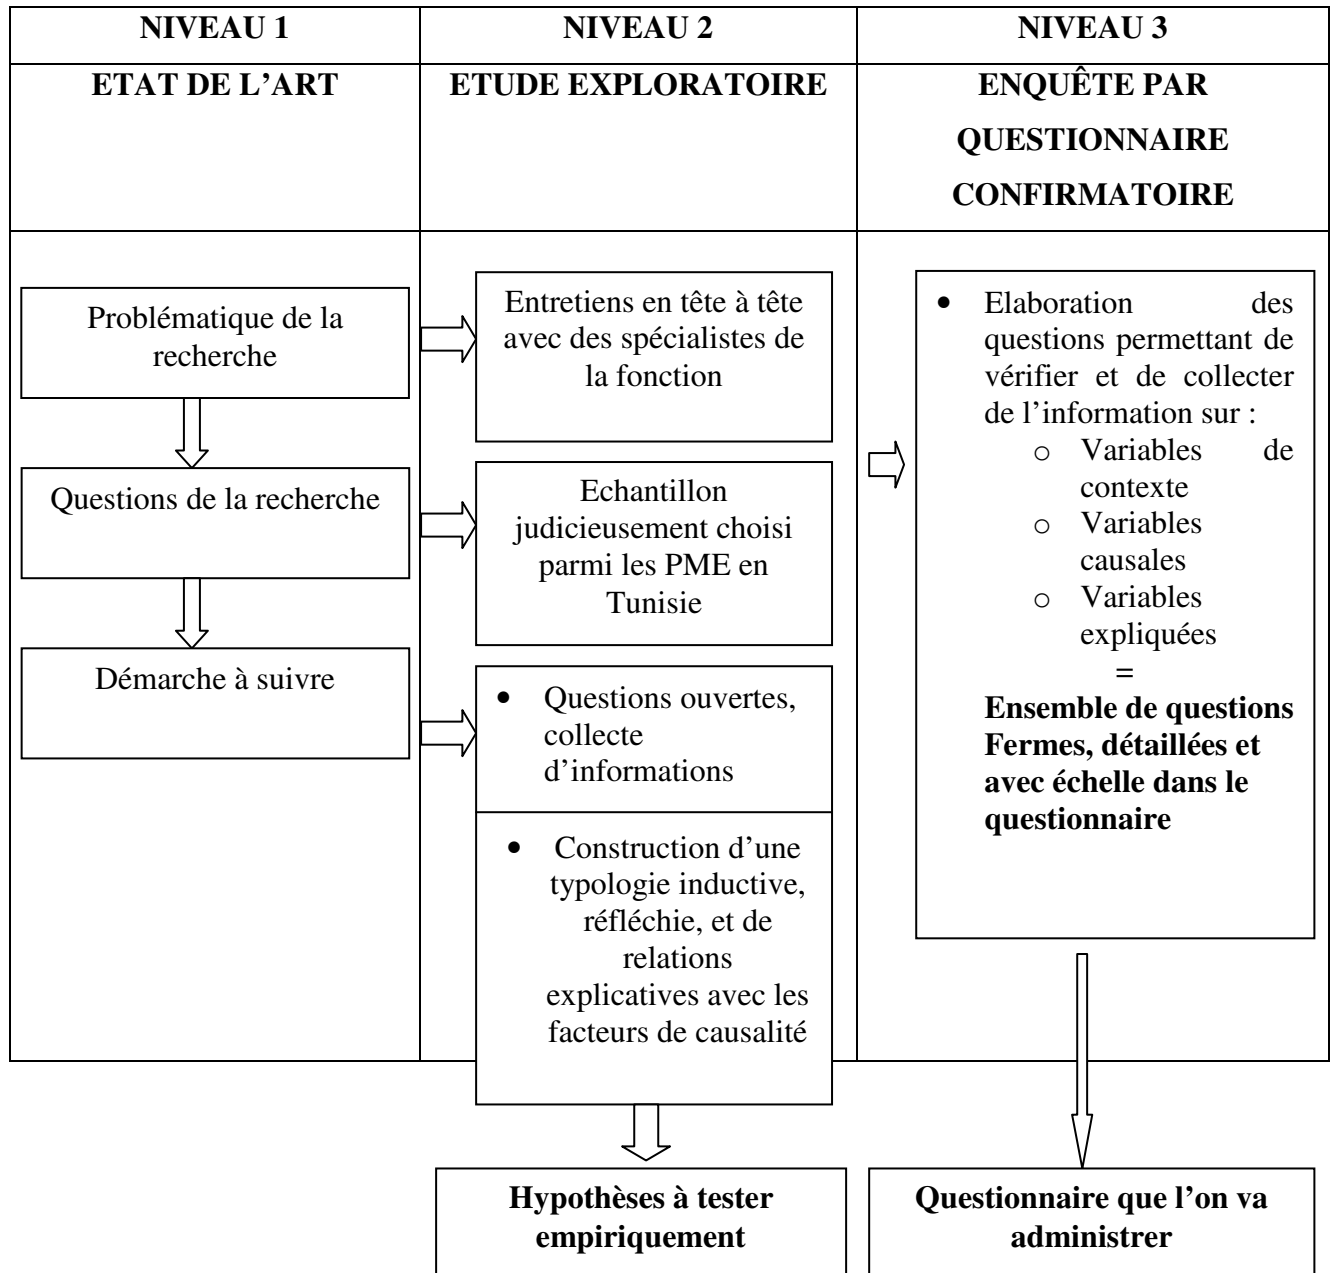 NIVEAU 1
NIVEAU 2
NIVEAU 3
ETAT DE L’ART
ETUDE EXPLORATOIRE
ENQUÊTE PAR
QUESTIONNAIRE
CONFIRMATOIRE
Problématique de la
recherche
Questions de la recherche
Démarche à suivre
Entretiens en tête à tête
avec des spécialistes de
la fonction
Echantillon
judicieusement choisi
parmi les PME en
Tunisie
• Questions ouvertes,
collecte
d’informations
• Construction d’une
typologie inductive,
réfléchie, et de
relations
explicatives avec les
facteurs de causalité
Hypothèses à tester
empiriquement
• Elaboration des
questions permettant de
vérifier et de collecter
de l’information sur :
o Variables de
contexte
o Variables
causales
o Variables
expliquées
=
Ensemble de questions
Fermes, détaillées et
avec échelle dans le
questionnaire
Questionnaire que l’on va
administrer